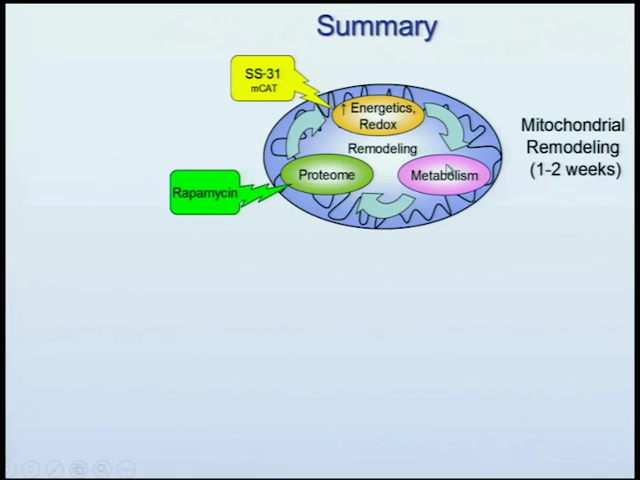 Summary
SS-31
mCAT
↑ Energetics,
Redox
Remodeling
Mitochondrial
Remodeling
(1-2 weeks)
Proteome
Metabolism
Rapamycin